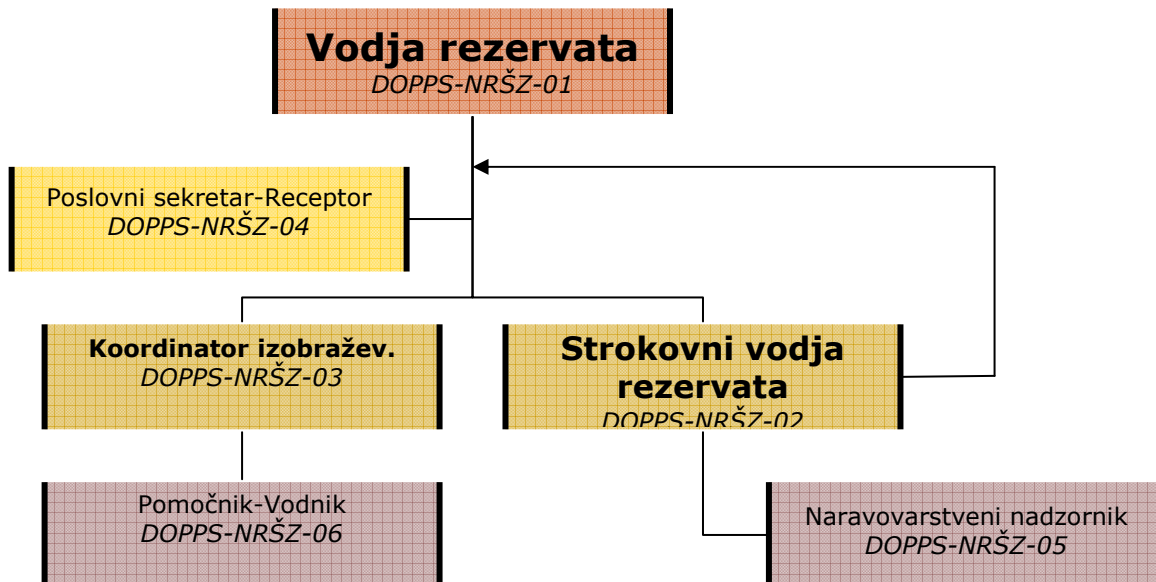 Vodja rezervata
DOPPS-NRŠZ-01
Poslovni sekretar-Receptor
DOPPS-NRŠZ-04
Koordinator izobražev.
DOPPS-NRŠZ-03
Strokovni vodja
rezervata
DOPPS-NRŠZ-02
Pomočnik-Vodnik
DOPPS-NRŠZ-06
Naravovarstveni nadzornik
DOPPS-NRŠZ-05